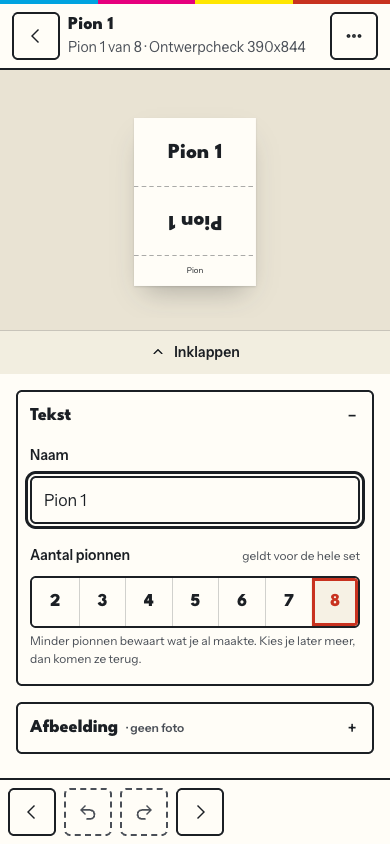 Pion 1
Pion 1 van 8 · Ontwerpcheck 390x844
Pion 1
Pion 1
Pion
Inklappen
Tekst
Naam
Pion 1
Aantal pionnen geldt voor de hele set
2 3 4 5 6 7 8
Minder pionnen bewaart wat je al maakte. Kies je later meer,
dan komen ze terug.
Afbeelding · geen foto